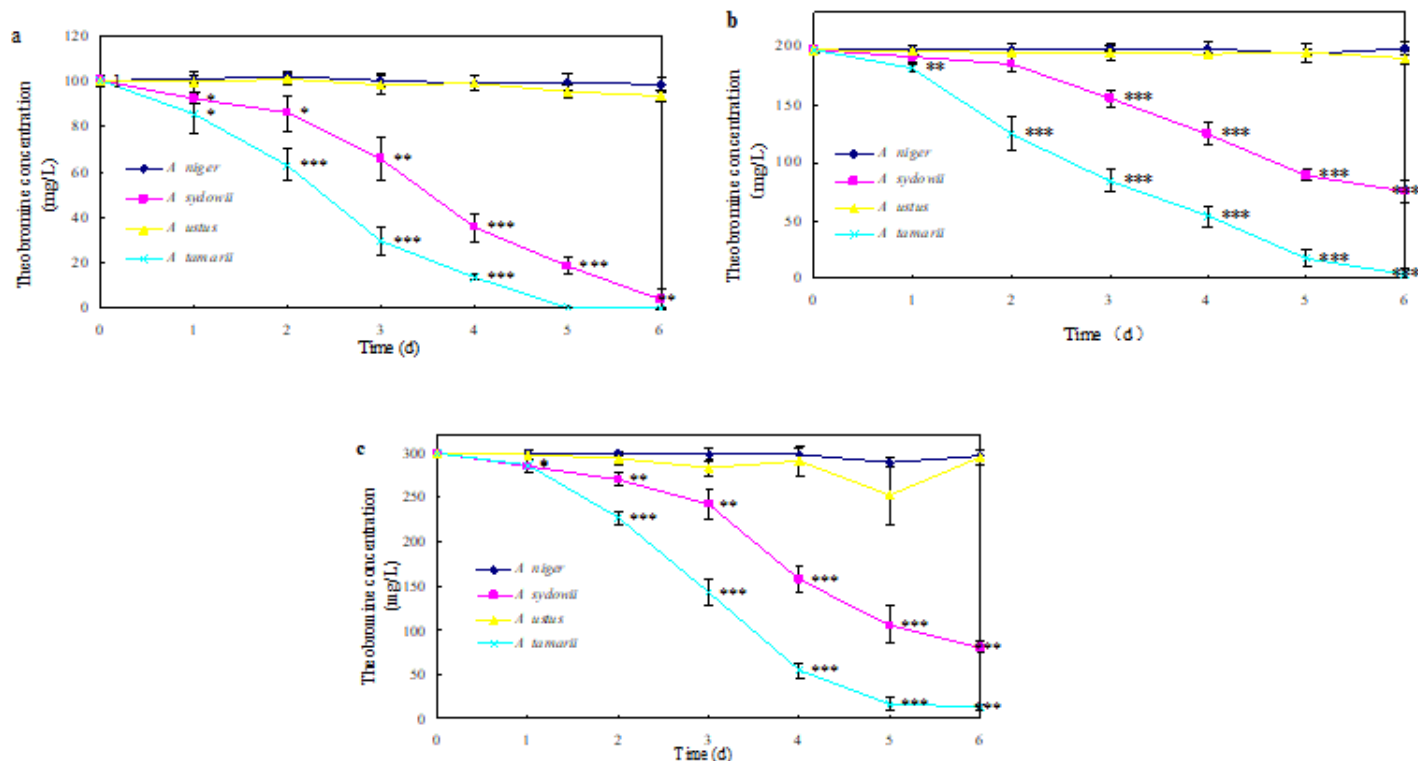 a
120
100
80
60
40
20
0
Theobromine concentration
(mg/L)
*
*
*
***
**
***
***
***
***
**
A niger
A sydowii
A ustus
A tamarii
0 1 2 3 4 5 6
Time (d)
b
200
150
100
50
0
Theobromine concentration
(mg/L)
**
***
***
***
***
***
***
***
***
***
A niger
A sydowii
A ustus
A tamarii
0 1 2 3 4 5 6
Time （d）
c
300
250
200
150
100
50
0
Theobromine concentration
(mg/L)
*
**
***
**
***
***
***
***
***
***
***
A niger
A sydowii
A ustus
A tamarii
0 1 2 3 4 5 6
Time (d)